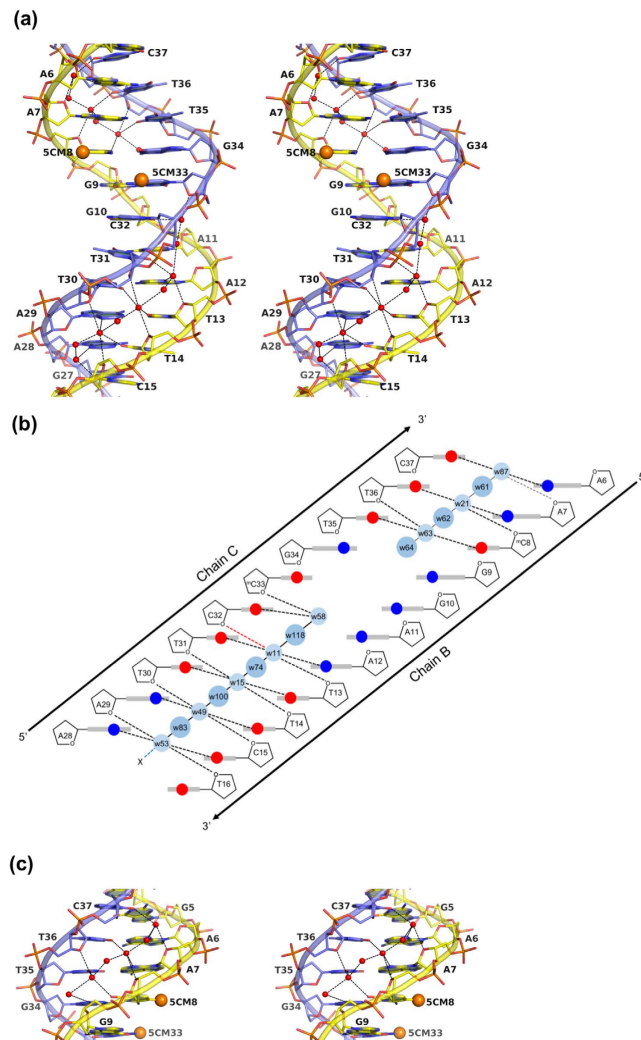 (a)
C37 C37
A6 A6
T36 T36
T35 T35
A7 A7
G34 G34
5CM8 5CM8
5CM33 5CM33
G9 G9
G10 G10
C32 C32
A11 A11
T31 T31
T30 T30
A12 A12
A29 A29
T13 T13
A28 A28
T14 T14
G27 G27
C15 C15
(b)
3’
C37 w87
w61 A6 5’
T36 w21
w62 A7
T35 w63
w64 ᵐC8
G34
Chain C
G9
ᵐC33
G10
C32 w58
w118 A11
T31 w11 Chain B
w74 A12
T30 w15 T13
w100
A29 w49 T14
5’ w83
A28 w53 C15
X
T16
3’
(c)
C37 G5 C37 G5
T36 A6 T36 A6
T35 A7 T35 A7
5CM8 5CM8
G34 G34
G9 G9
5CM33 5CM33